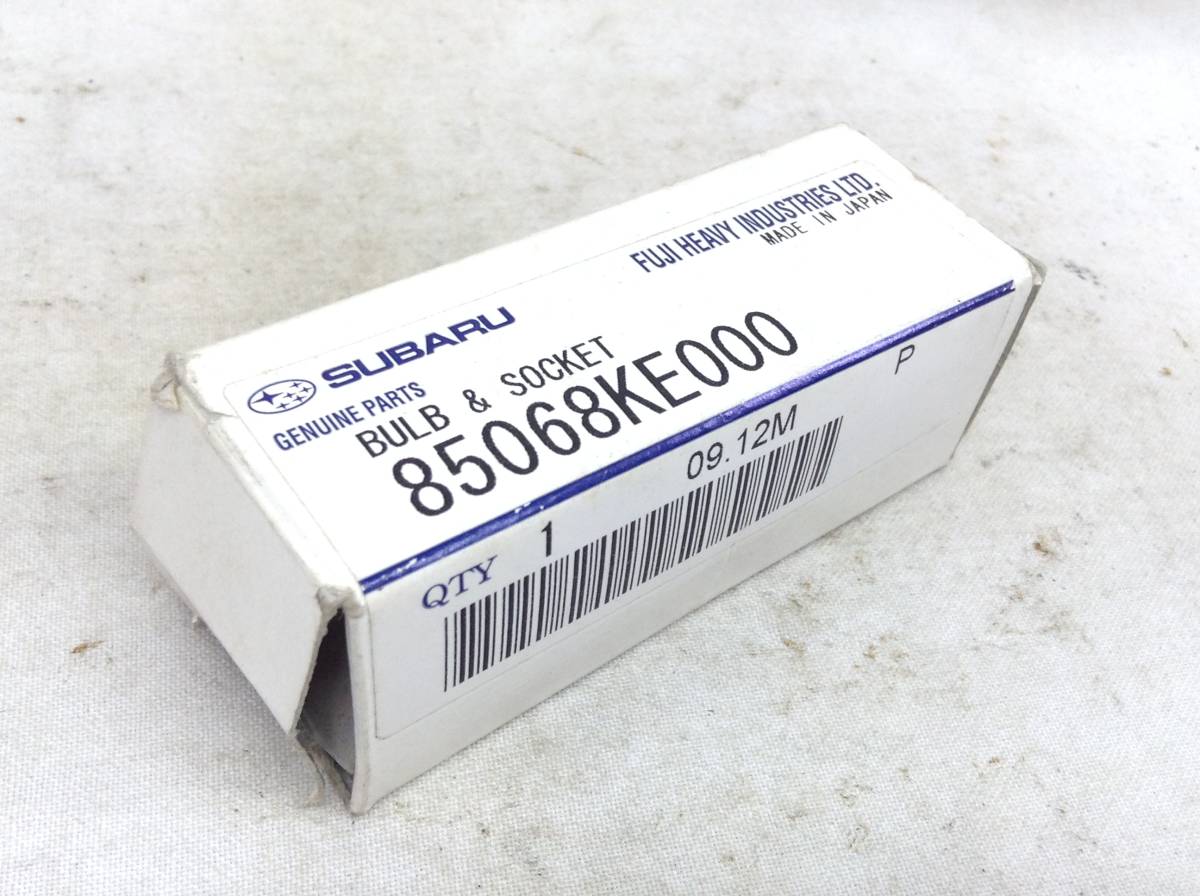 SUBARU
GENUINE PARTS
FUJI HEAVY INDUSTRIES LTD.
MADE IN JAPAN
BULB & SOCKET
85068KE000
P
QTY 1 09.12M